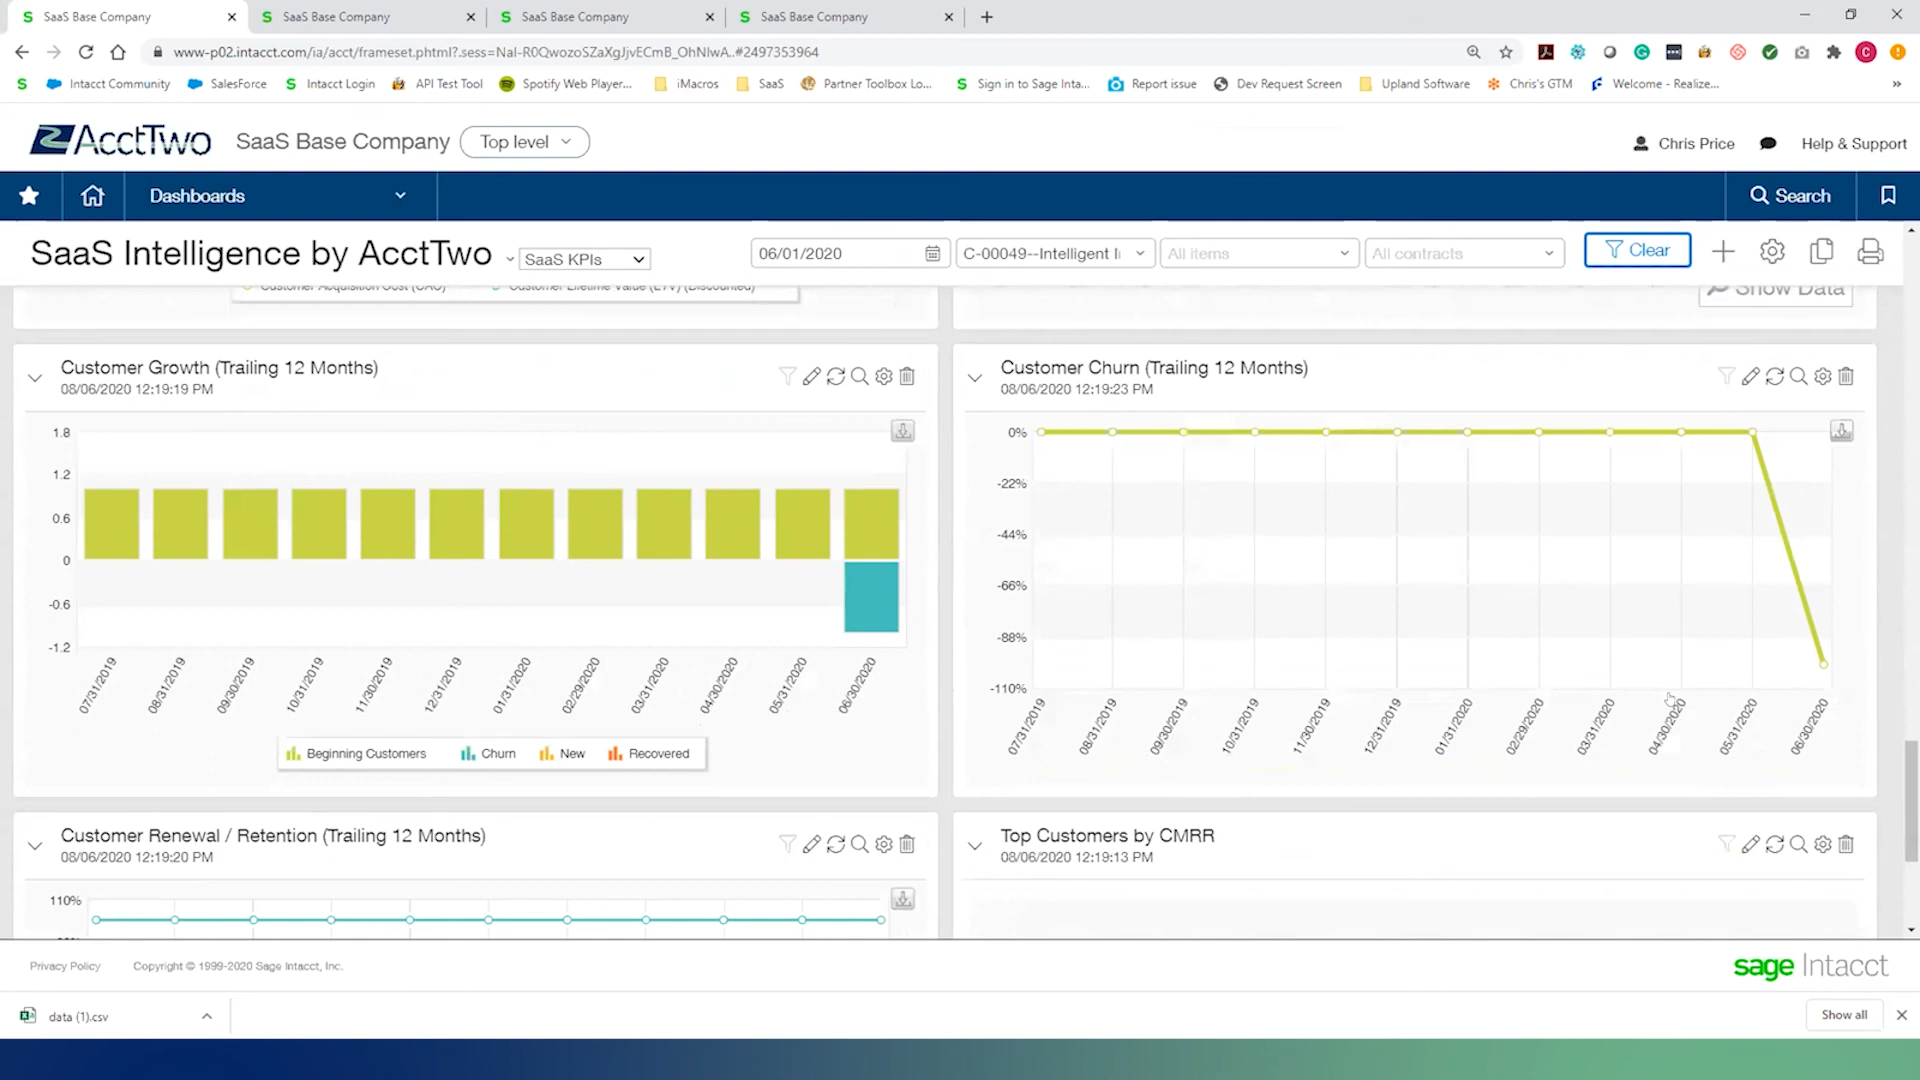 SaaS Base Company
SaaS Base Company
SaaS Base Company
SaaS Base Company
www-p02.intacct.com/ia/acct/frameset.phtml?.sess=NaI-R0QwozoSZaXgJjvECmB_OhNIwA..#2497353964
Intacct Community
SalesForce
Intacct Login
API Test Tool
Spotify Web Player...
iMacros
SaaS
Partner Toolbox Lo...
Sign in to Sage Inta...
Report issue
Dev Request Screen
Upland Software
Chris's GTM
Welcome - Realize...
AcctTwo
SaaS Base Company
Top level
Chris Price
Help & Support
Dashboards
Search
SaaS Intelligence by AcctTwo
SaaS KPIs
06/01/2020
C-00049--Intelligent I
All items
All contracts
Clear
Customer Acquisition Cost (CAC)
Customer Lifetime Value (LTV) (Discounted)
Show Data
Customer Growth (Trailing 12 Months)
08/06/2020 12:19:19 PM
1.8
1.2
0.6
0
-0.6
-1.2
07/31/2019
08/31/2019
09/30/2019
10/31/2019
11/30/2019
12/31/2019
01/31/2020
02/29/2020
03/31/2020
04/30/2020
05/31/2020
06/30/2020
Beginning Customers
Churn
New
Recovered
Customer Churn (Trailing 12 Months)
08/06/2020 12:19:23 PM
0%
-22%
-44%
-66%
-88%
-110%
07/31/2019
08/31/2019
09/30/2019
10/31/2019
11/30/2019
12/31/2019
01/31/2020
02/29/2020
03/31/2020
04/30/2020
05/31/2020
06/30/2020
Customer Renewal / Retention (Trailing 12 Months)
08/06/2020 12:19:20 PM
110%
Top Customers by CMRR
08/06/2020 12:19:13 PM
Privacy Policy
Copyright © 1999-2020 Sage Intacct, Inc.
sage Intacct
data (1).csv
Show all